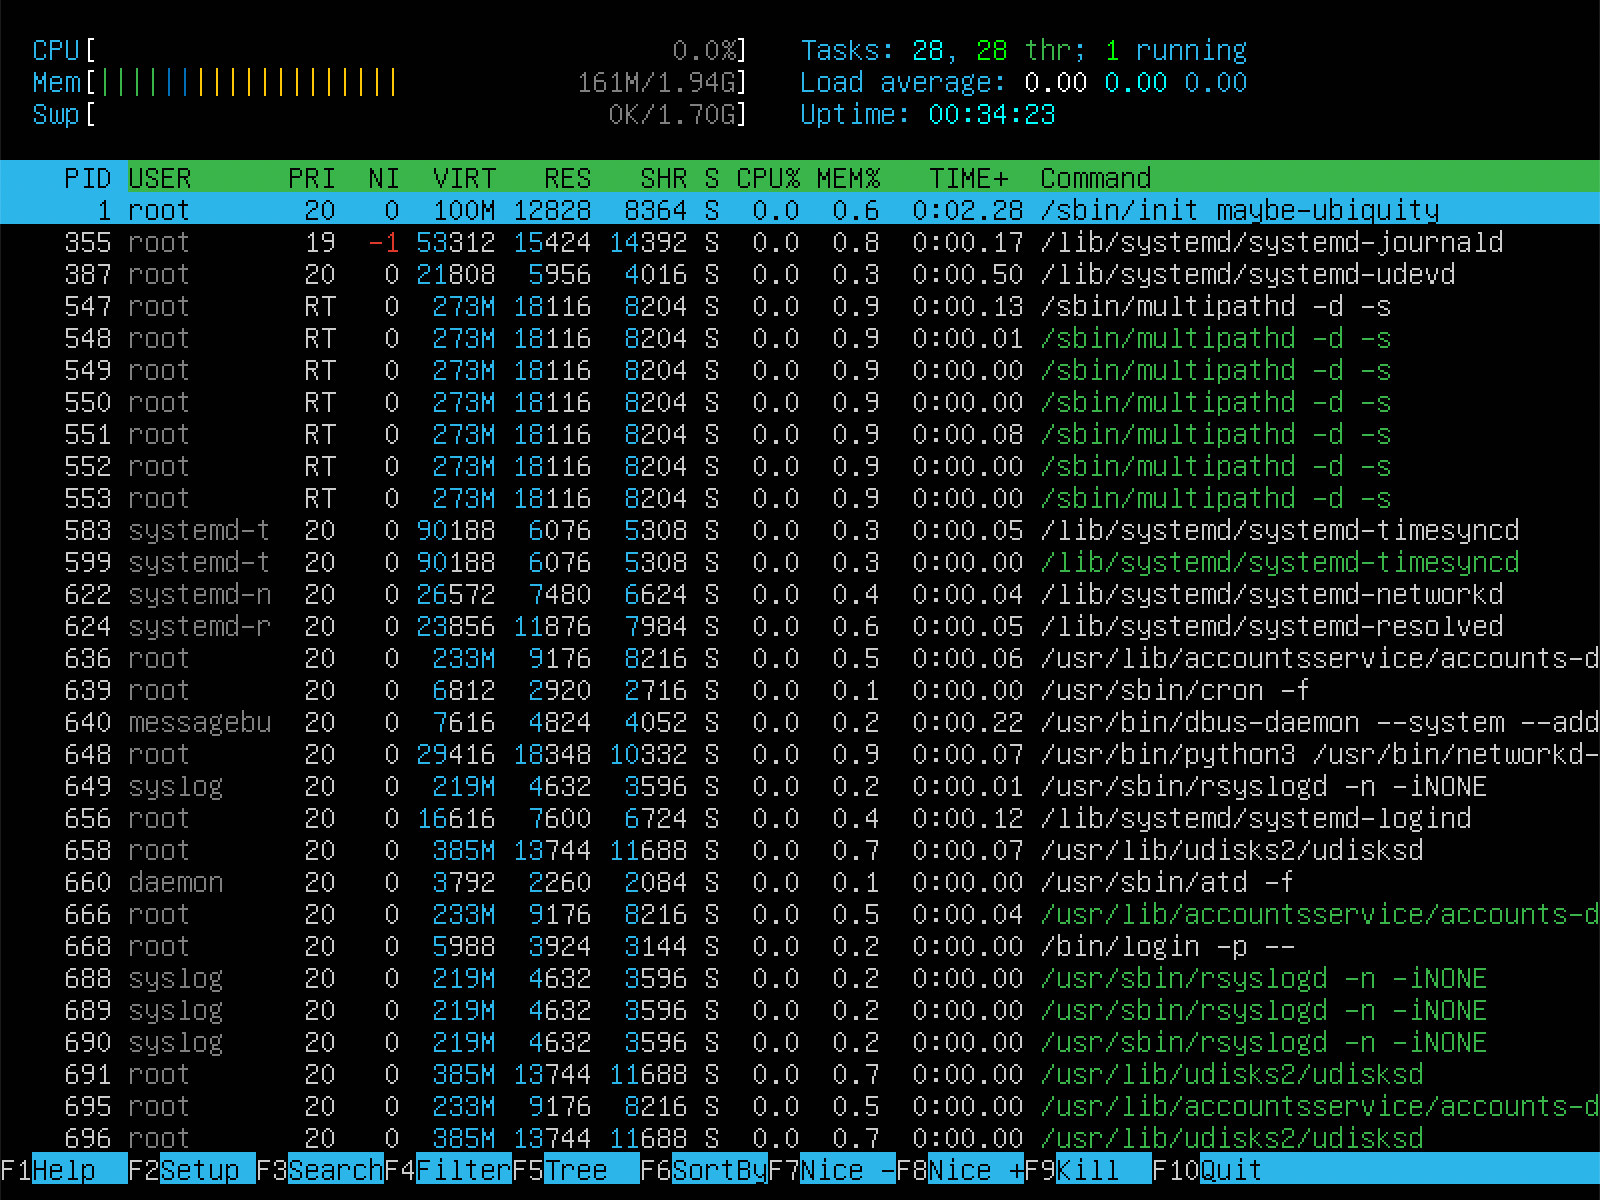 CPU[ 0.0%] Tasks: 28, 28 thr; 1 running
Mem[||||||||||||||||||| 161M/1.94G] Load average: 0.00 0.00 0.00
Swp[ 0K/1.70G] Uptime: 00:34:23
PID USER PRI NI VIRT RES SHR S CPU% MEM% TIME+ Command
1 root 20 0 100M 12828 8364 S 0.0 0.6 0:02.28 /sbin/init maybe-ubiquity
355 root 19 -1 53312 15424 14392 S 0.0 0.8 0:00.17 /lib/systemd/systemd-journald
387 root 20 0 21808 5956 4016 S 0.0 0.3 0:00.50 /lib/systemd/systemd-udevd
547 root RT 0 273M 18116 8204 S 0.0 0.9 0:00.13 /sbin/multipathd -d -s
548 root RT 0 273M 18116 8204 S 0.0 0.9 0:00.01 /sbin/multipathd -d -s
549 root RT 0 273M 18116 8204 S 0.0 0.9 0:00.00 /sbin/multipathd -d -s
550 root RT 0 273M 18116 8204 S 0.0 0.9 0:00.00 /sbin/multipathd -d -s
551 root RT 0 273M 18116 8204 S 0.0 0.9 0:00.08 /sbin/multipathd -d -s
552 root RT 0 273M 18116 8204 S 0.0 0.9 0:00.00 /sbin/multipathd -d -s
553 root RT 0 273M 18116 8204 S 0.0 0.9 0:00.00 /sbin/multipathd -d -s
583 systemd-t 20 0 90188 6076 5308 S 0.0 0.3 0:00.05 /lib/systemd/systemd-timesyncd
599 systemd-t 20 0 90188 6076 5308 S 0.0 0.3 0:00.00 /lib/systemd/systemd-timesyncd
622 systemd-n 20 0 26572 7480 6624 S 0.0 0.4 0:00.04 /lib/systemd/systemd-networkd
624 systemd-r 20 0 23856 11876 7984 S 0.0 0.6 0:00.05 /lib/systemd/systemd-resolved
636 root 20 0 233M 9176 8216 S 0.0 0.5 0:00.06 /usr/lib/accountsservice/accounts-d
639 root 20 0 6812 2920 2716 S 0.0 0.1 0:00.00 /usr/sbin/cron -f
640 messagebu 20 0 7616 4824 4052 S 0.0 0.2 0:00.22 /usr/bin/dbus-daemon --system --add
648 root 20 0 29416 18348 10332 S 0.0 0.9 0:00.07 /usr/bin/python3 /usr/bin/networkd-
649 syslog 20 0 219M 4632 3596 S 0.0 0.2 0:00.01 /usr/sbin/rsyslogd -n -iNONE
656 root 20 0 16616 7600 6724 S 0.0 0.4 0:00.12 /lib/systemd/systemd-logind
658 root 20 0 385M 13744 11688 S 0.0 0.7 0:00.07 /usr/lib/udisks2/udisksd
660 daemon 20 0 3792 2260 2084 S 0.0 0.1 0:00.00 /usr/sbin/atd -f
666 root 20 0 233M 9176 8216 S 0.0 0.5 0:00.04 /usr/lib/accountsservice/accounts-d
668 root 20 0 5988 3924 3144 S 0.0 0.2 0:00.00 /bin/login -p --
688 syslog 20 0 219M 4632 3596 S 0.0 0.2 0:00.00 /usr/sbin/rsyslogd -n -iNONE
689 syslog 20 0 219M 4632 3596 S 0.0 0.2 0:00.00 /usr/sbin/rsyslogd -n -iNONE
690 syslog 20 0 219M 4632 3596 S 0.0 0.2 0:00.00 /usr/sbin/rsyslogd -n -iNONE
691 root 20 0 385M 13744 11688 S 0.0 0.7 0:00.00 /usr/lib/udisks2/udisksd
695 root 20 0 233M 9176 8216 S 0.0 0.5 0:00.00 /usr/lib/accountsservice/accounts-d
696 root 20 0 385M 13744 11688 S 0.0 0.7 0:00.00 /usr/lib/udisks2/udisksd
F1Help F2Setup F3SearchF4FilterF5Tree F6SortByF7Nice -F8Nice +F9Kill F10Quit